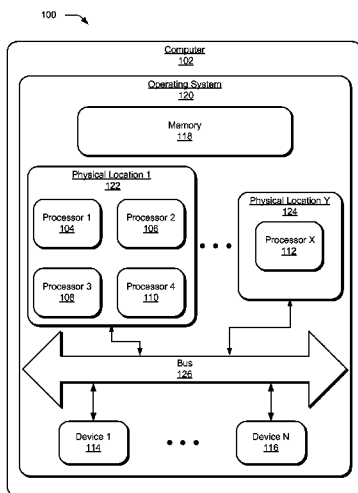 100
Computer
102
Operating System
120
Memory
118
Physical Location 1
122
Processor 1
104
Processor 2
106
Processor 3
108
Processor 4
110
Physical Location Y
124
Processor X
112
Bus
126
Device 1
114
Device N
116